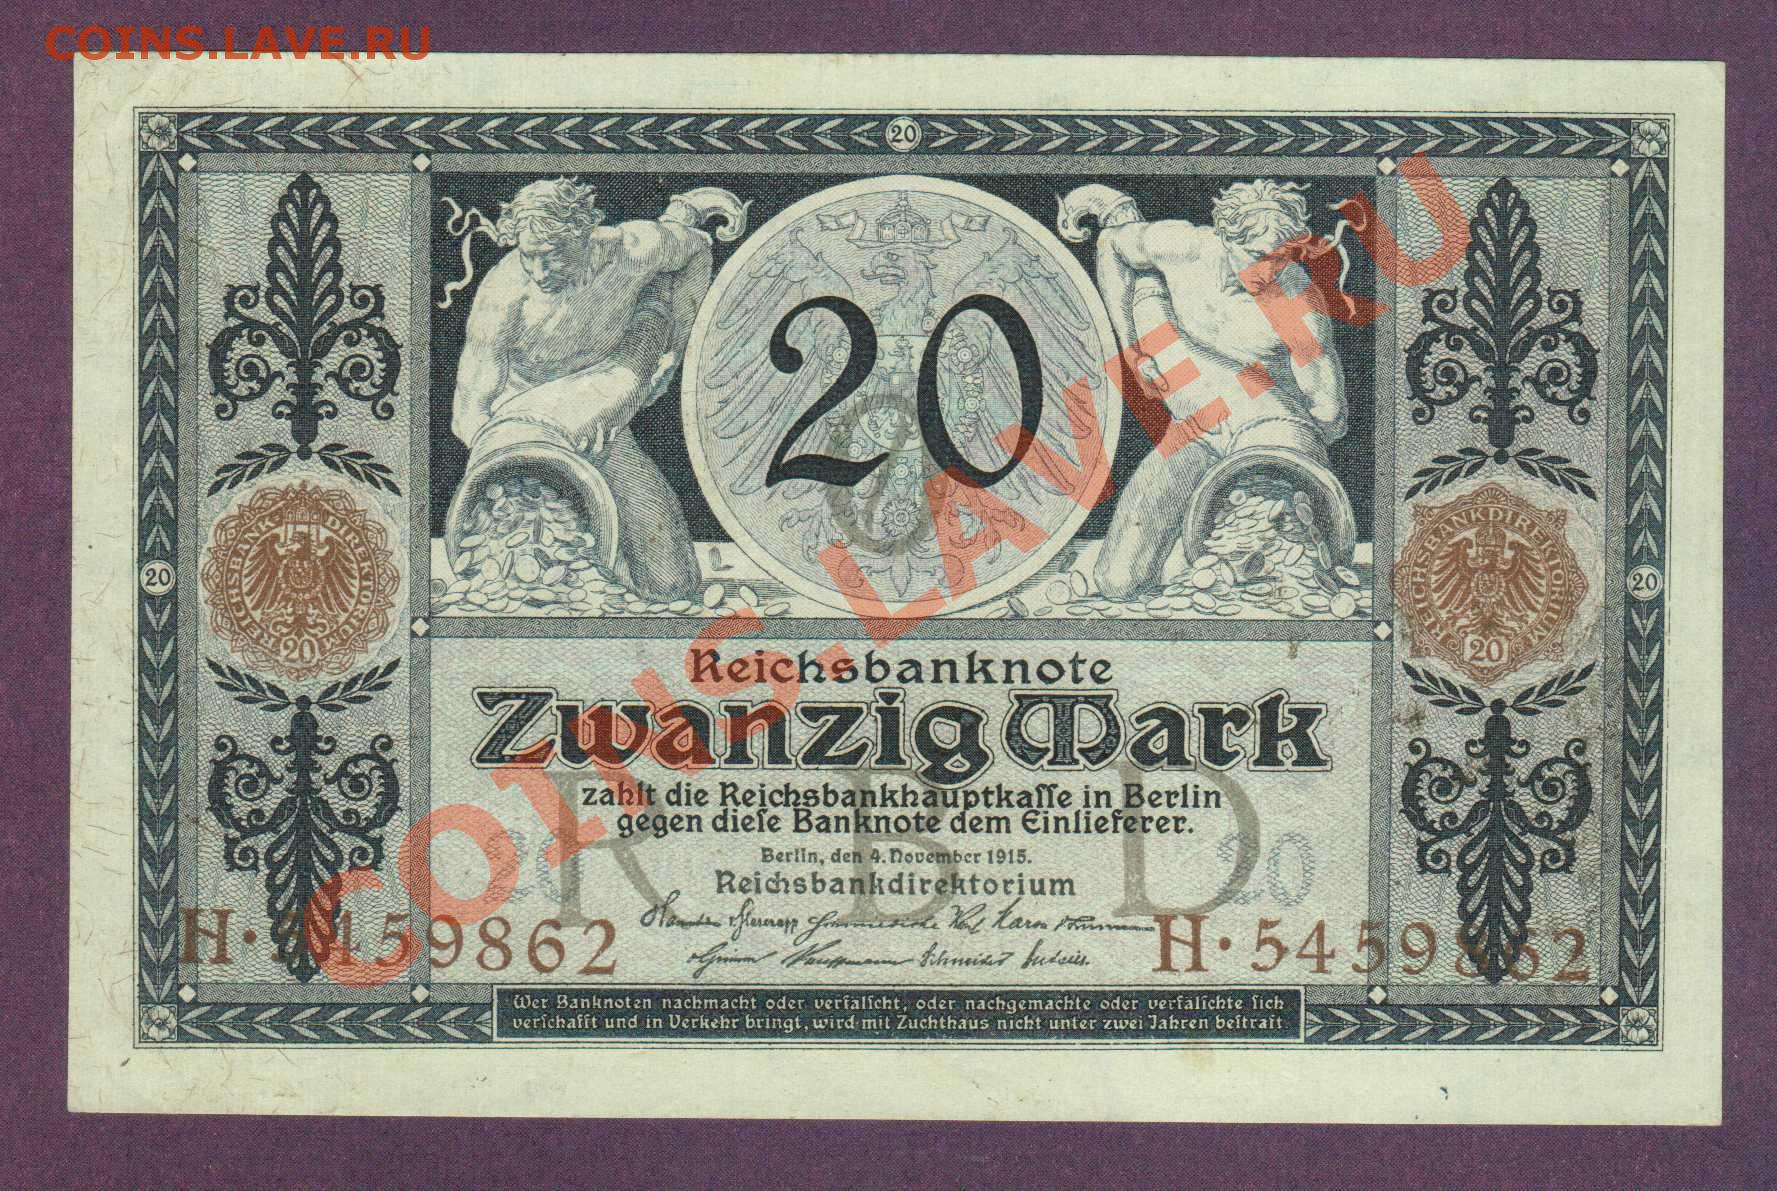 COINS.LAVE.RU
20
20
20 20
COINS.LAVE.RU
REICHSBANKDIREKTORIUM
20
REICHSBANKDIREKTORIUM
20
Reichsbanknote
Zwanzig Mark
zahlt die Reichsbankhauptkaſſe in Berlin
gegen dieſe Banknote dem Einlieferer.
R B D
20 20
Berlin, den 4. November 1915.
Reichsbankdirektorium
H·5459862 H·5459862
Schneider
Wer Banknoten nachmacht oder verfälſcht, oder nachgemachte oder verfälſchte ſich
verſchafft und in Verkehr bringt, wird mit Zuchthaus nicht unter zwei Jahren beſtraft